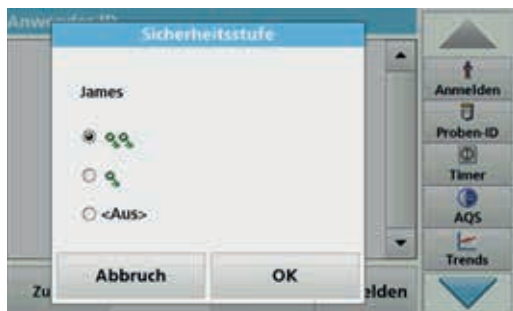 Sicherheitsstufe
James
<Aus>
Abbruch
OK
Zu
elden
Anmelden
Proben-ID
Timer
AQS
Trends